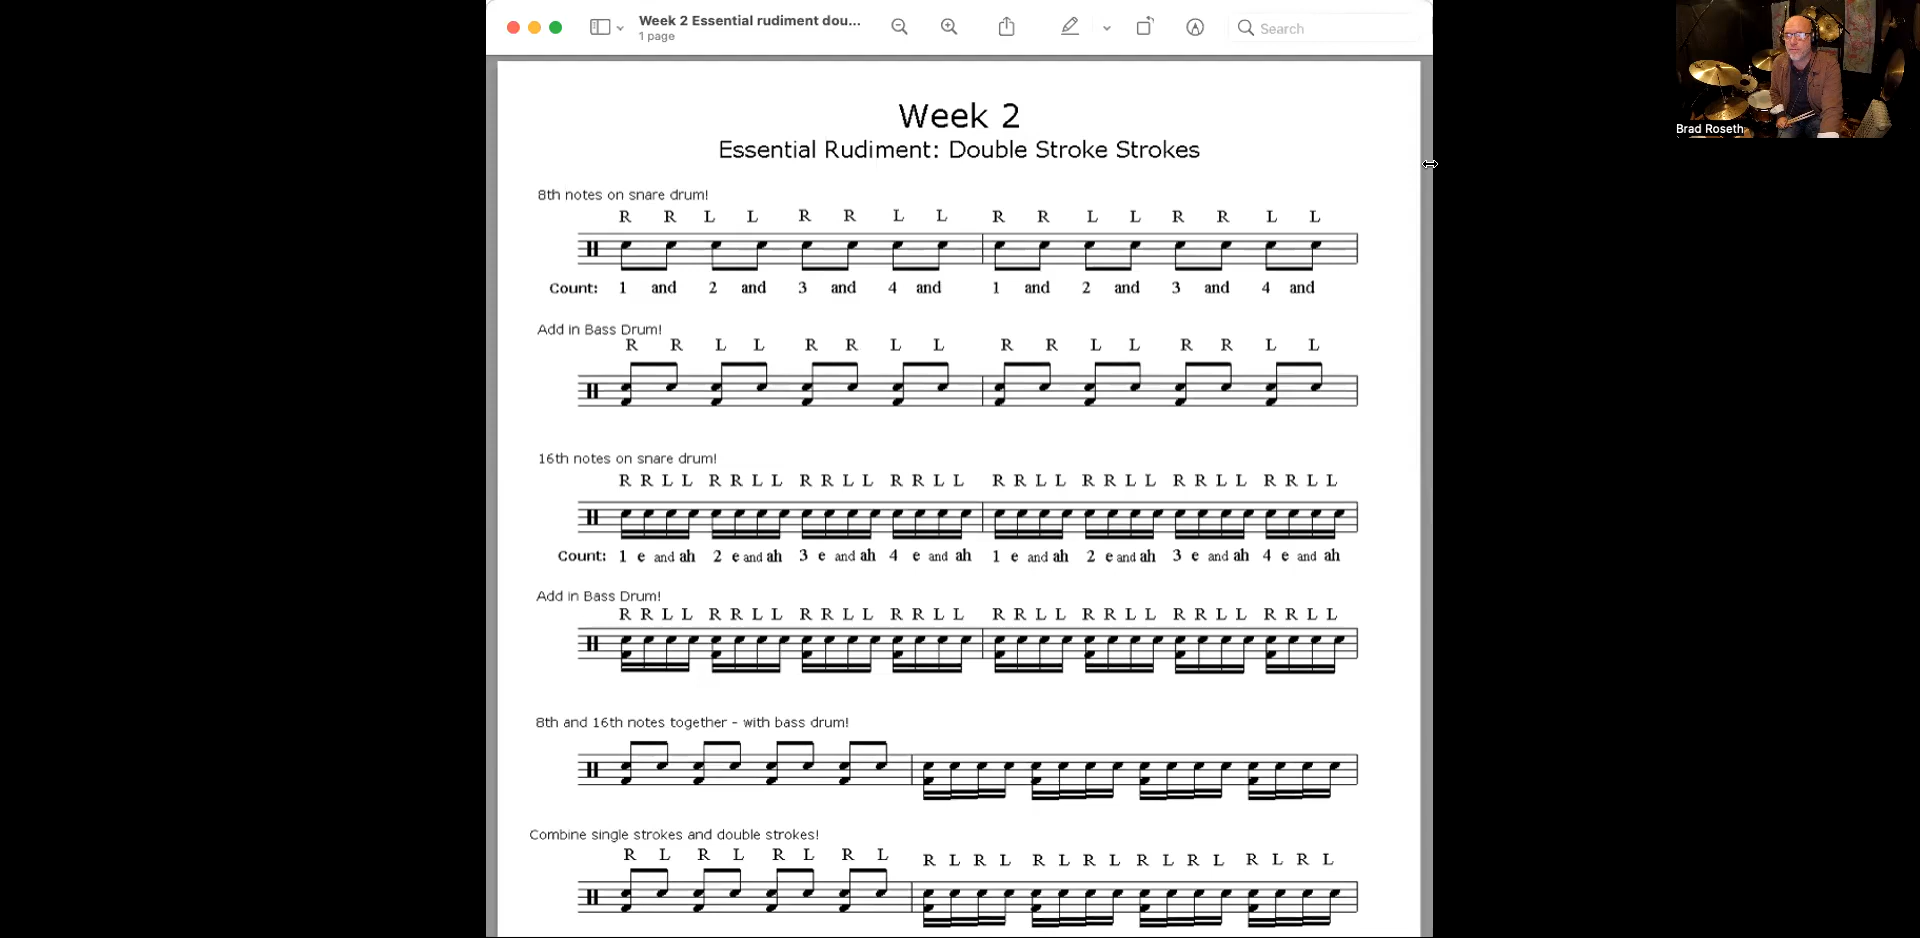 Week 2 Essential rudiment dou...
1 page
Search
Brad Roseth
Week 2
Essential Rudiment: Double Stroke Strokes
8th notes on snare drum!
R R L L R R L L R R L L R R L L
Count: 1 and 2 and 3 and 4 and 1 and 2 and 3 and 4 and
Add in Bass Drum!
R R L L R R L L R R L L R R L L
16th notes on snare drum!
R R L L R R L L R R L L R R L L R R L L R R L L R R L L R R L L
Count: 1 e and ah 2 e and ah 3 e and ah 4 e and ah 1 e and ah 2 e and ah 3 e and ah 4 e and ah
Add in Bass Drum!
R R L L R R L L R R L L R R L L R R L L R R L L R R L L R R L L
8th and 16th notes together - with bass drum!
Combine single strokes and double strokes!
R L R L R L R L R L R L R L R L R L R L R L R L